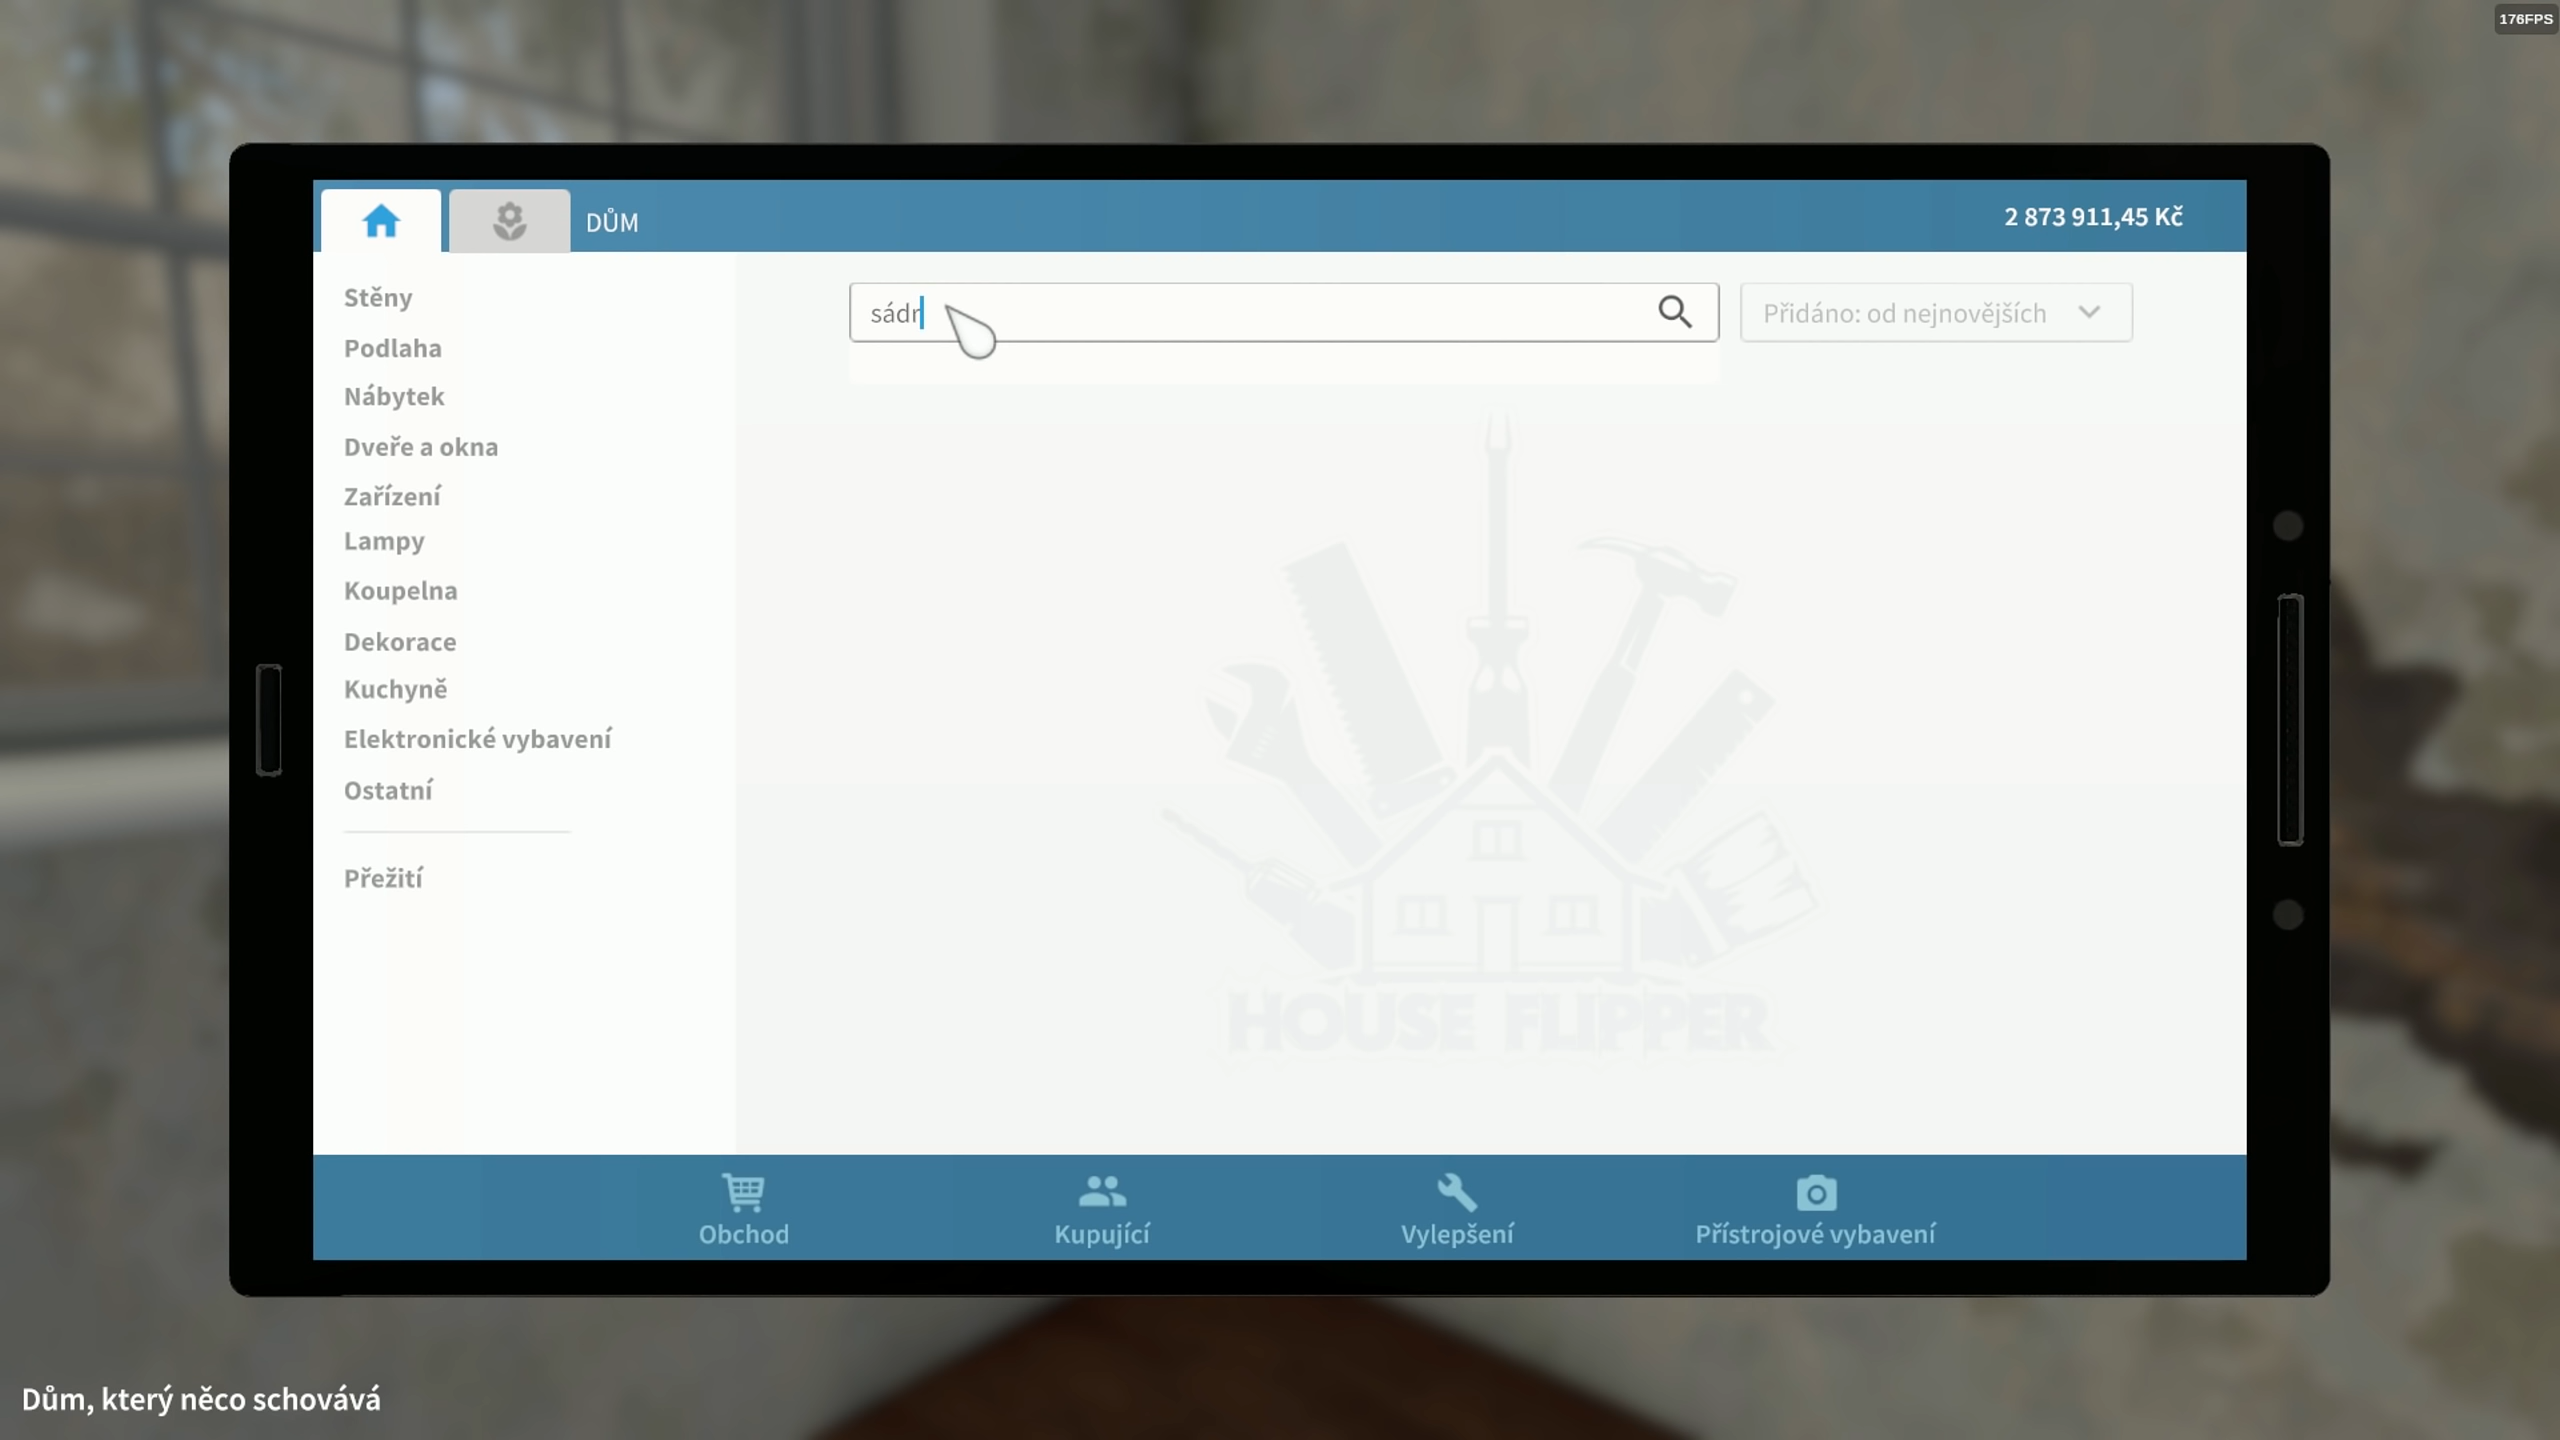 176FPS
DŮM
2 873 911,45 Kč
sádr
Přidáno: od nejnovějších
Stěny
Podlaha
Nábytek
Dveře a okna
Zařízení
Lampy
Koupelna
Dekorace
Kuchyně
Elektronické vybavení
Ostatní
Přežití
HOUSE FLIPPER
Obchod
Kupující
Vylepšení
Přístrojové vybavení
Dům, který něco schovává